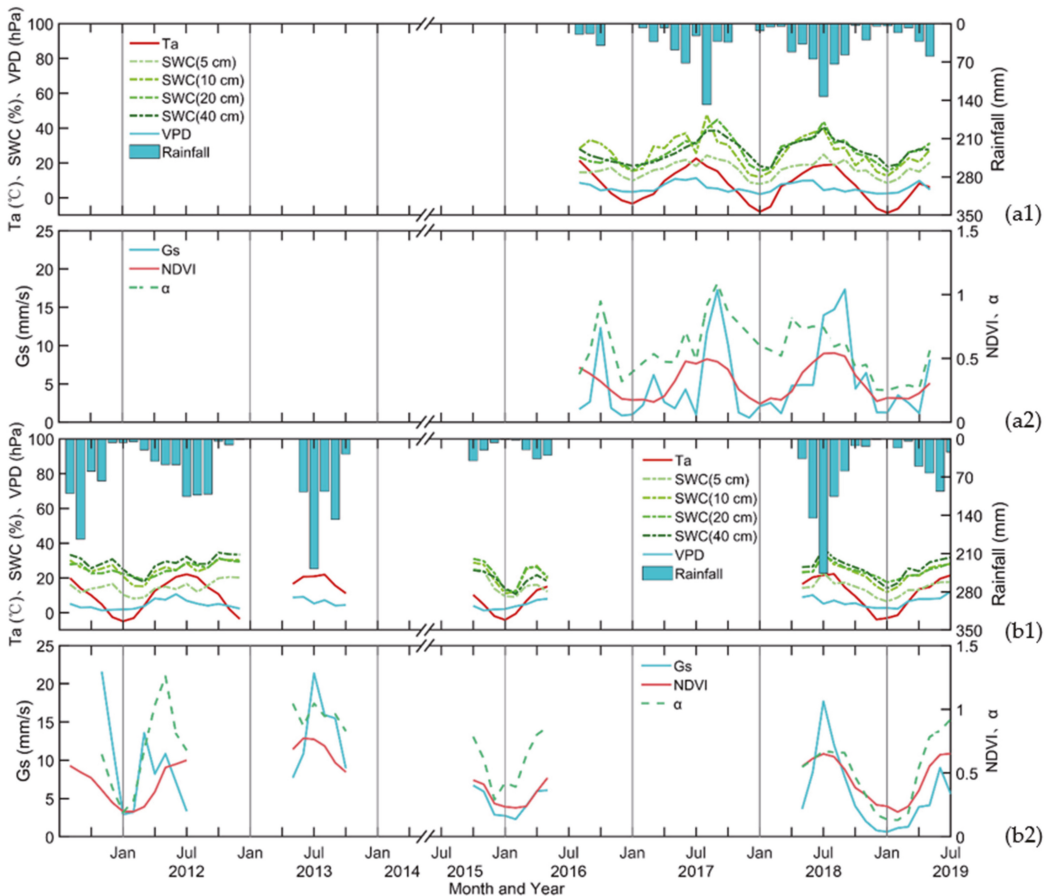 Ta (℃)、SWC (%)、VPD (hPa)
100
80
60
40
20
0
Ta
SWC(5 cm)
SWC(10 cm)
SWC(20 cm)
SWC(40 cm)
VPD
Rainfall
0
70
140
210
280
350
Rainfall (mm)
(a1)
Gs (mm/s)
25
20
15
10
5
0
Gs
NDVI
α
1.5
1
0.5
0
NDVI、α
(a2)
Ta (℃)、SWC (%)、VPD (hPa)
100
80
60
40
20
0
Ta
SWC(5 cm)
SWC(10 cm)
SWC(20 cm)
SWC(40 cm)
VPD
Rainfall
0
70
140
210
280
350
Rainfall (mm)
(b1)
Gs (mm/s)
25
20
15
10
5
0
Gs
NDVI
α
1.5
1
0.5
0
NDVI、α
(b2)
Jan Jul Jan Jul Jan Jul Jan Jul Jan Jul Jan Jul Jan Jul
2012 2013 2014 2015 2016 2017 2018 2019
Month and Year